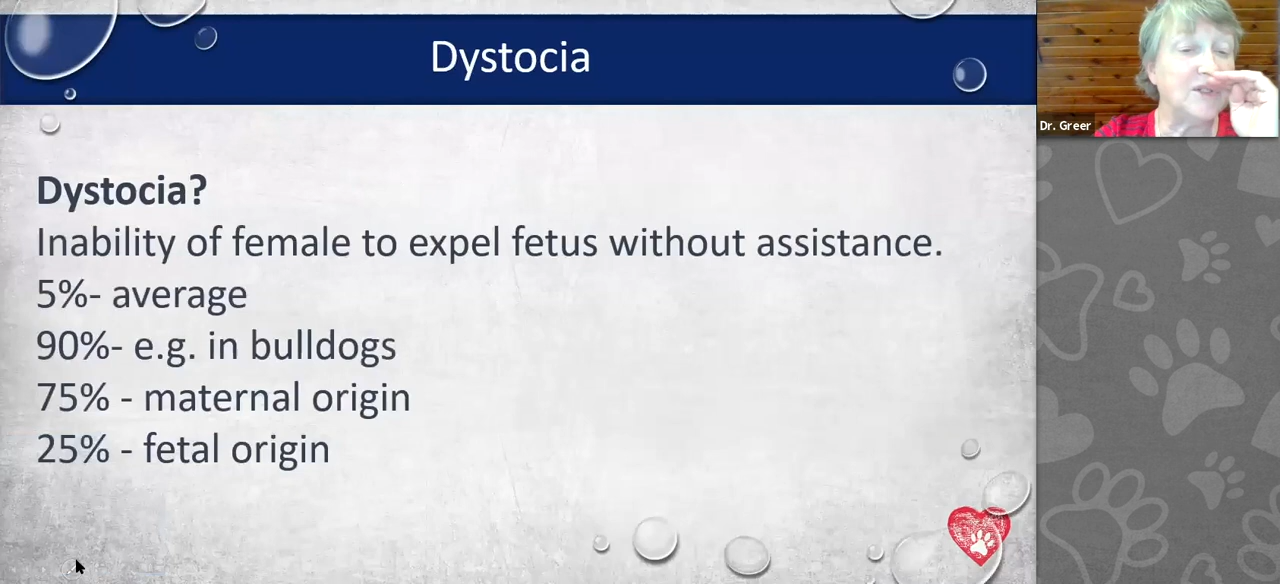 Dystocia
Dr. Greer
Dystocia?
Inability of female to expel fetus without assistance.
5%- average
90%- e.g. in bulldogs
75% - maternal origin
25% - fetal origin